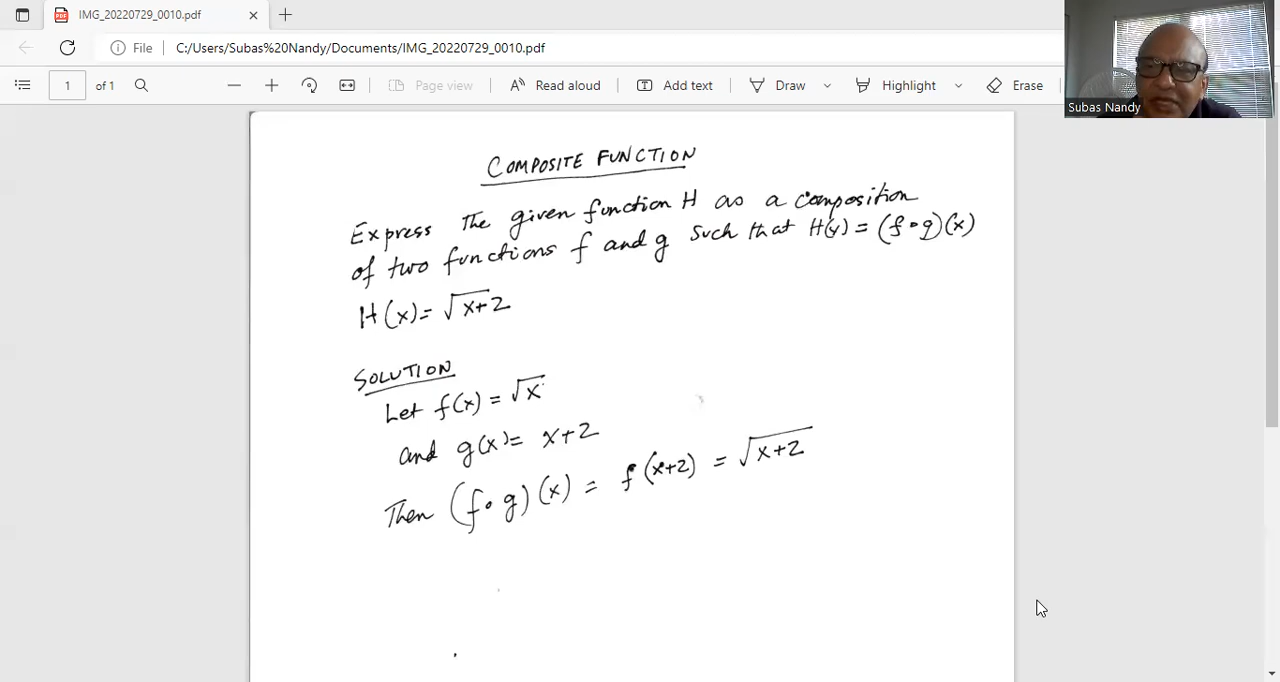 IMG_20220729_0010.pdf
File C:/Users/Subas%20Nandy/Documents/IMG_20220729_0010.pdf
1 of 1 Page view Read aloud Add text Draw Highlight Erase
Subas Nandy
COMPOSITE FUNCTION
Express the given function H as a composition
of two functions f and g such that H(x) = (f∘g)(x)
H(x) = √x+2
SOLUTION
Let f(x) = √x
and g(x) = x+2
Then (f∘g)(x) = f(x+2) = √x+2